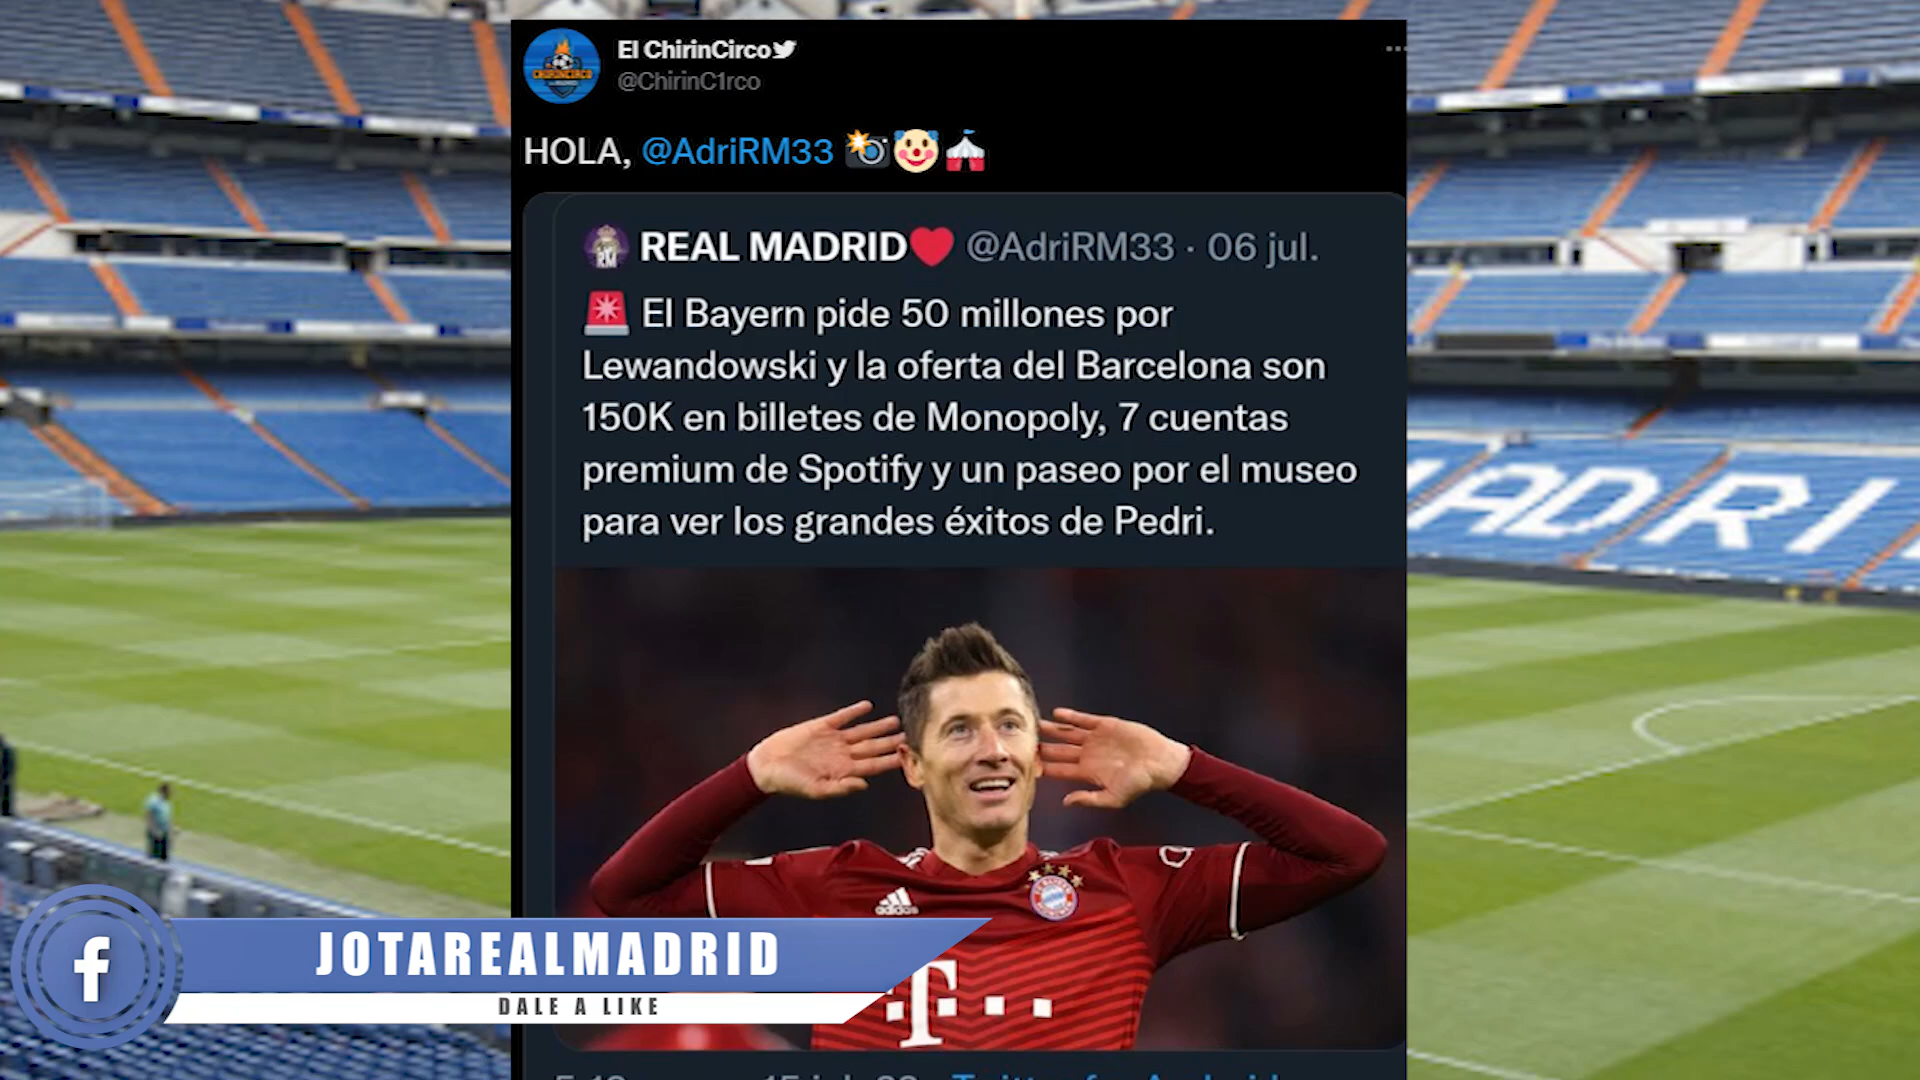 El ChirinCirco
@ChirinC1rco
HOLA, @AdriRM33
REAL MADRID @AdriRM33 · 06 jul.
El Bayern pide 50 millones por
Lewandowski y la oferta del Barcelona son
150K en billetes de Monopoly, 7 cuentas
premium de Spotify y un paseo por el museo
para ver los grandes éxitos de Pedri.
ADRI
adidas
T
f
JOTAREALMADRID
DALE A LIKE